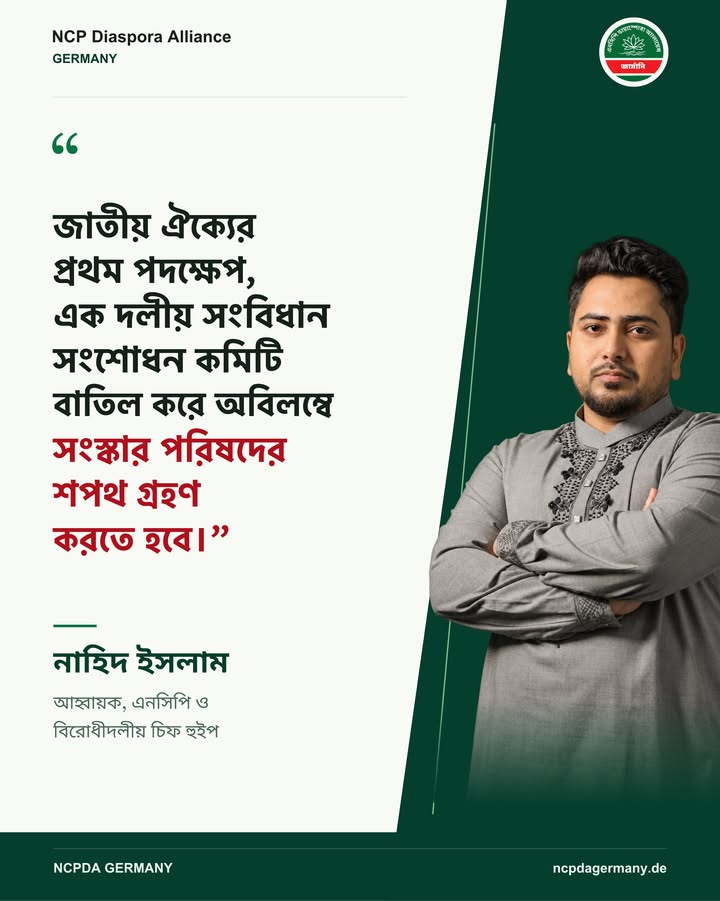 NCP Diaspora Alliance
GERMANY
এনসিপি ডায়াস্পোরা অ্যালায়েন্স
জার্মানি
“
জাতীয় ঐক্যের
প্রথম পদক্ষেপ,
এক দলীয় সংবিধান
সংশোধন কমিটি
বাতিল করে অবিলম্বে
সংস্কার পরিষদের
শপথ গ্রহণ
করতে হবে।”
নাহিদ ইসলাম
আহ্বায়ক, এনসিপি ও
বিরোধীদলীয় চিফ হুইপ
NCPDA GERMANY
ncpdagermany.de